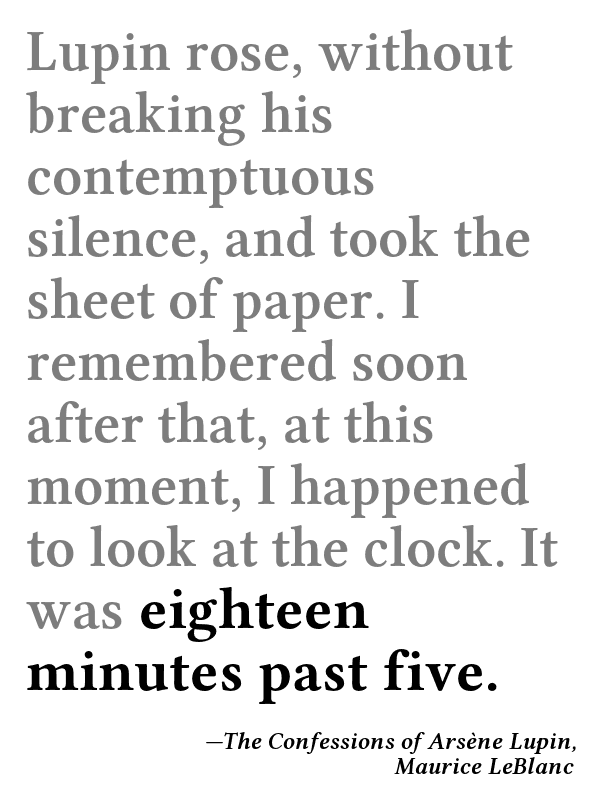 Lupin rose, without
breaking his
contemptuous
silence, and took the
sheet of paper. I
remembered soon
after that, at this
moment, I happened
to look at the clock. It
was eighteen
minutes past five.
—The Confessions of Arsène Lupin,
Maurice LeBlanc